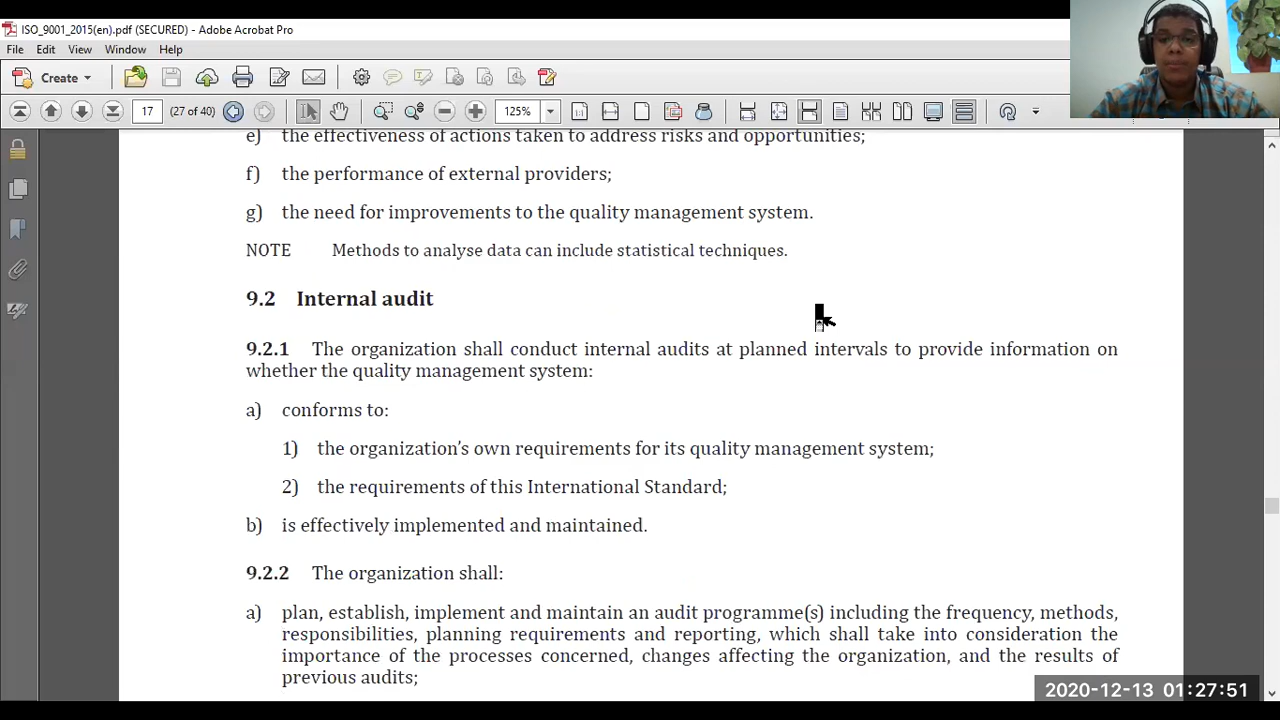 ISO_9001_2015(en).pdf (SECURED) - Adobe Acrobat Pro
File Edit View Window Help
Create
17 (27 of 40) 125%
e) the effectiveness of actions taken to address risks and opportunities;
f) the performance of external providers;
g) the need for improvements to the quality management system.
NOTE Methods to analyse data can include statistical techniques.
9.2 Internal audit
9.2.1 The organization shall conduct internal audits at planned intervals to provide information on
whether the quality management system:
a) conforms to:
1) the organization’s own requirements for its quality management system;
2) the requirements of this International Standard;
b) is effectively implemented and maintained.
9.2.2 The organization shall:
a) plan, establish, implement and maintain an audit programme(s) including the frequency, methods,
responsibilities, planning requirements and reporting, which shall take into consideration the
importance of the processes concerned, changes affecting the organization, and the results of
previous audits;
2020-12-13 01:27:51